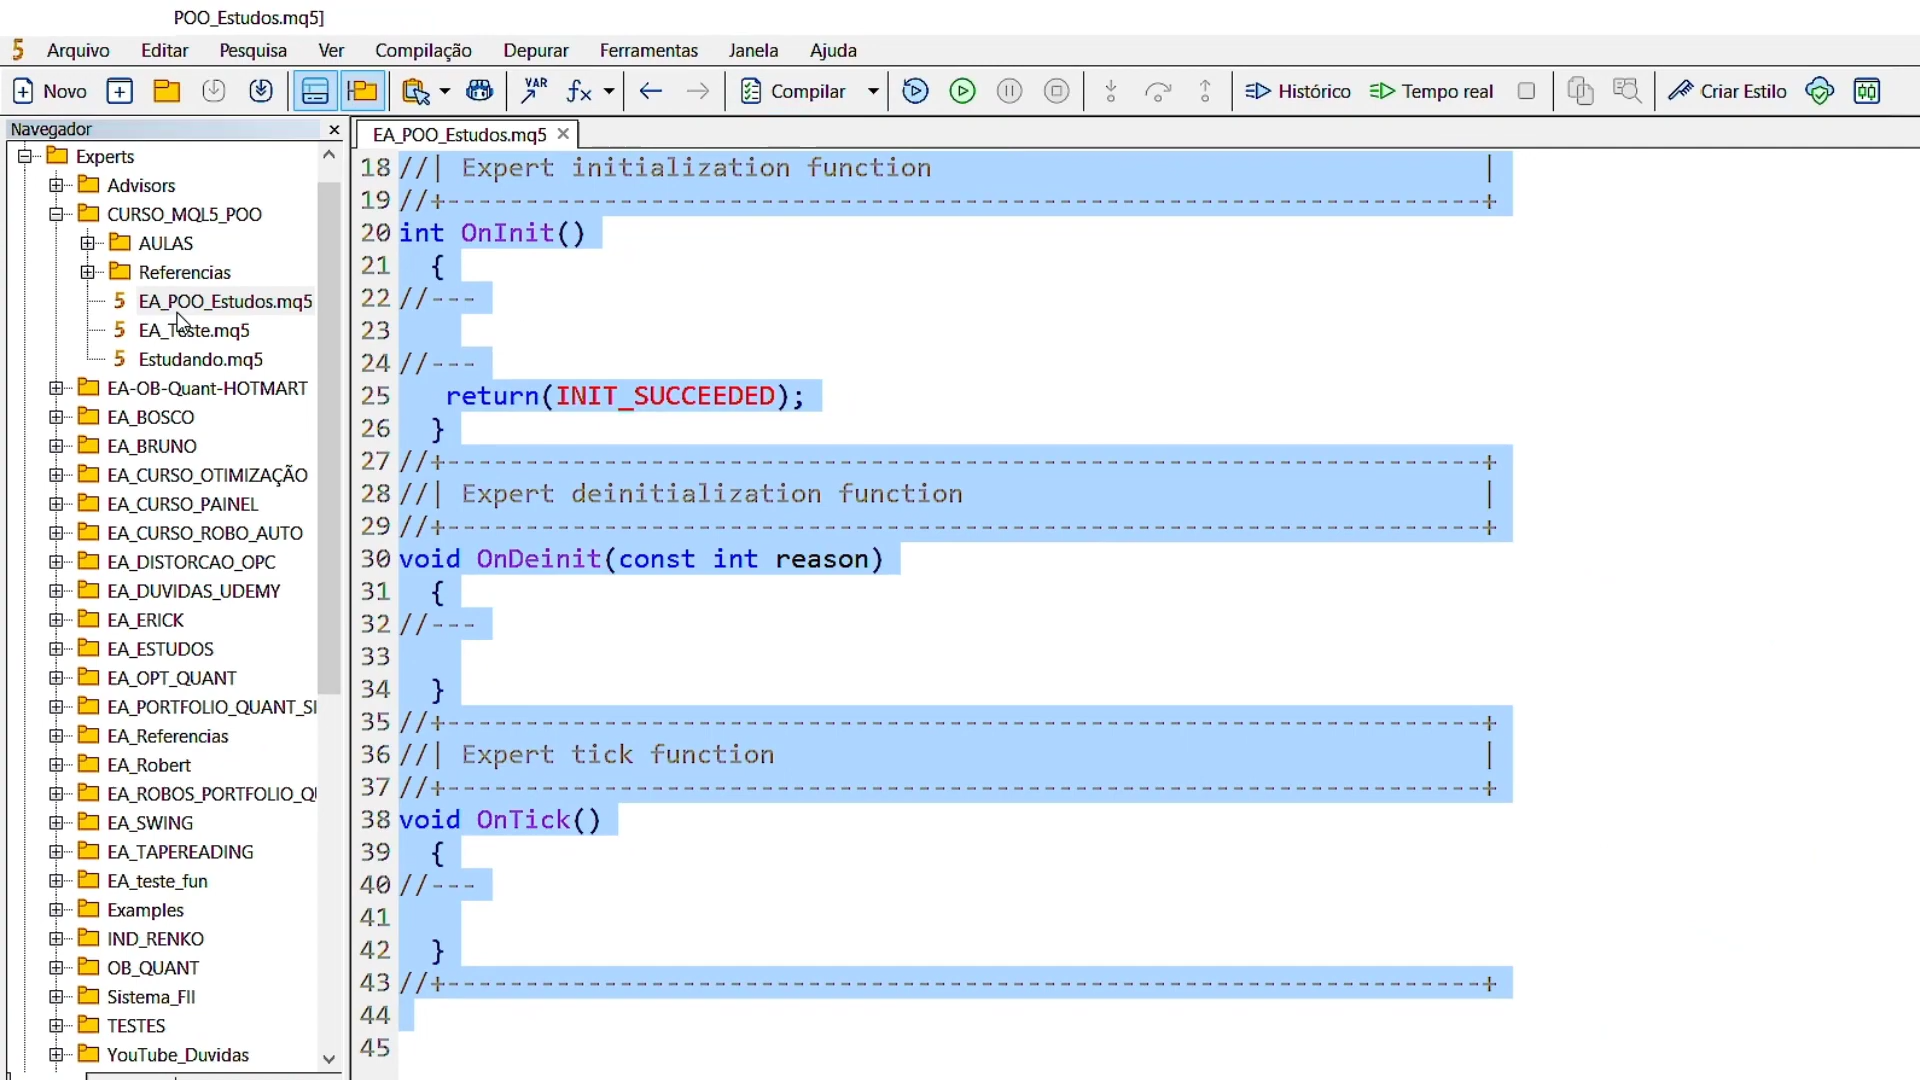 POO_Estudos.mq5]
Arquivo Editar Pesquisa Ver Compilação Depurar Ferramentas Janela Ajuda
Novo VAR fx Compilar Histórico Tempo real Criar Estilo
Navegador
Experts
Advisors
CURSO_MQL5_POO
AULAS
Referencias
EA_POO_Estudos.mq5
EA_Teste.mq5
Estudando.mq5
EA-OB-Quant-HOTMART
EA_BOSCO
EA_BRUNO
EA_CURSO_OTIMIZAÇÃO
EA_CURSO_PAINEL
EA_CURSO_ROBO_AUTO
EA_DISTORCAO_OPC
EA_DUVIDAS_UDEMY
EA_ERICK
EA_ESTUDOS
EA_OPT_QUANT
EA_PORTFOLIO_QUANT_SI
EA_Referencias
EA_Robert
EA_ROBOS_PORTFOLIO_QU
EA_SWING
EA_TAPEREADING
EA_teste_fun
Examples
IND_RENKO
OB_QUANT
Sistema_FII
TESTES
YouTube_Duvidas
EA_POO_Estudos.mq5
18 //| Expert initialization function |
19 //+------------------------------------------------------------------+
20 int OnInit()
21 {
22 //---
23
24 //---
25 return(INIT_SUCCEEDED);
26 }
27 //+------------------------------------------------------------------+
28 //| Expert deinitialization function |
29 //+------------------------------------------------------------------+
30 void OnDeinit(const int reason)
31 {
32 //---
33
34 }
35 //+------------------------------------------------------------------+
36 //| Expert tick function |
37 //+------------------------------------------------------------------+
38 void OnTick()
39 {
40 //---
41
42 }
43 //+------------------------------------------------------------------+
44
45